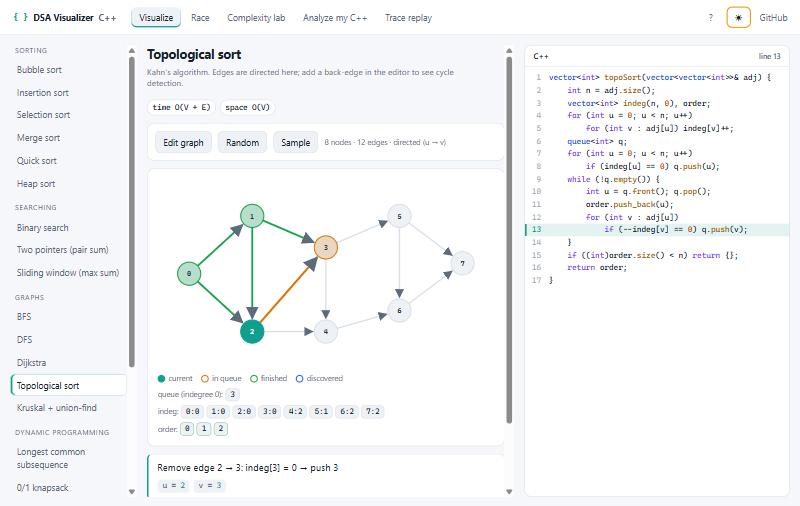 { } DSA Visualizer C++ Visualize Race Complexity lab Analyze my C++ Trace replay ? ☀ GitHub
SORTING
Bubble sort
Insertion sort
Selection sort
Merge sort
Quick sort
Heap sort
SEARCHING
Binary search
Two pointers (pair sum)
Sliding window (max sum)
GRAPHS
BFS
DFS
Dijkstra
Topological sort
Kruskal + union-find
DYNAMIC PROGRAMMING
Longest common
subsequence
0/1 knapsack
Topological sort
Kahn's algorithm. Edges are directed here; add a back-edge in the editor to see cycle
detection.
time O(V + E) space O(V)
Edit graph Random Sample 8 nodes · 12 edges · directed (u → v)
1
5
3
7
0
6
2
4
current in queue finished discovered
queue (indegree 0): 3
indeg: 0:0 1:0 2:0 3:0 4:2 5:1 6:2 7:2
order: 0 1 2
Remove edge 2 → 3: indeg[3] = 0 → push 3
u = 2 v = 3
C++ line 13
1 vector<int> topoSort(vector<vector<int>>& adj) {
2 int n = adj.size();
3 vector<int> indeg(n, 0), order;
4 for (int u = 0; u < n; u++)
5 for (int v : adj[u]) indeg[v]++;
6 queue<int> q;
7 for (int u = 0; u < n; u++)
8 if (indeg[u] == 0) q.push(u);
9 while (!q.empty()) {
10 int u = q.front(); q.pop();
11 order.push_back(u);
12 for (int v : adj[u])
13 if (--indeg[v] == 0) q.push(v);
14 }
15 if ((int)order.size() < n) return {};
16 return order;
17 }